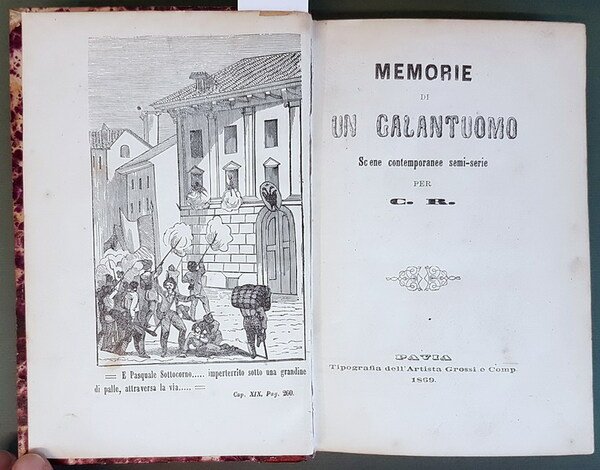 ═ E Pasquale Sottocorno..... imperterrito sotto una grandine
di palle, attraversa la via..... ═
Cap. XIX. Pag. 260.
MEMORIE
DI
UN GALANTUOMO
Scene contemporanee semi-serie
PER
C. R.
PAVIA
Tipografia dell'Artista Grossi e Comp.
1869.